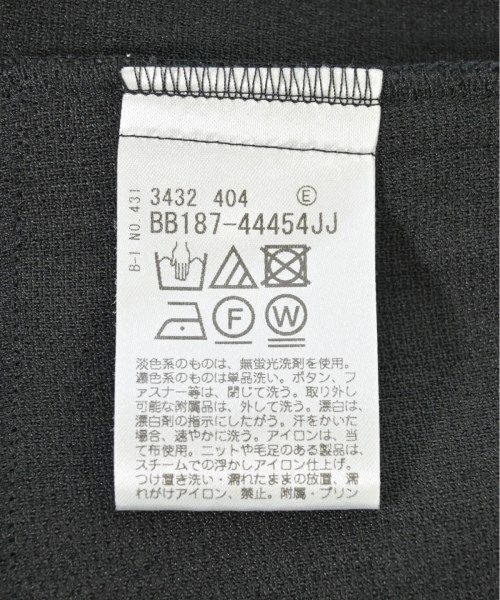 B-1 NO.431
3432 404 Ⓔ
BB187-44454JJ
F W
淡色系のものは、無蛍光洗剤を使用。
濃色系のものは単品洗い。ボタン、フ
ァスナー等は、閉じて洗う。取り外し
可能な附属品は、外して洗う。漂白は、
漂白剤の指示にしたがう。汗をかいた
場合、速やかに洗う。アイロンは、当
て布使用。ニットや毛足のある製品は、
スチームでの浮かしアイロン仕上げ。
つけ置き洗い・濡れたままの放置、濡
れがけアイロン、禁止。附属・プリン